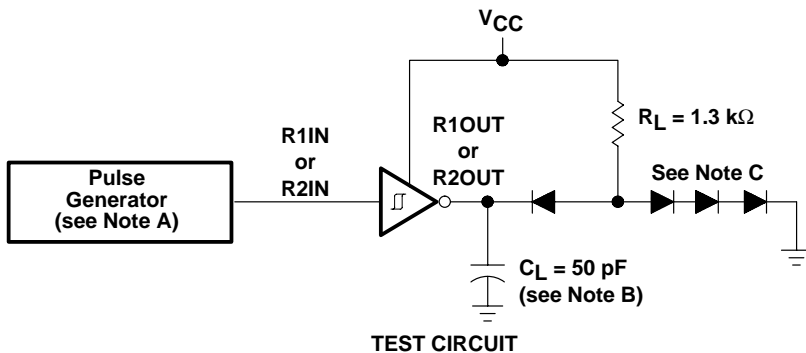 VCC
R1IN
or
R2IN
R1OUT
or
R2OUT
RL = 1.3 kΩ
See Note C
Pulse
Generator
(see Note A)
CL = 50 pF
(see Note B)
TEST CIRCUIT